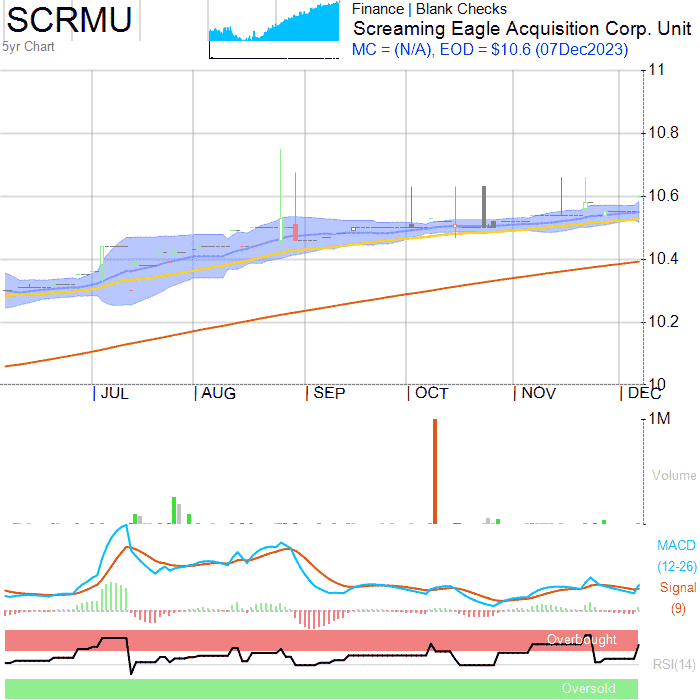 SCRMU
5yr Chart
Finance | Blank Checks
Screaming Eagle Acquisition Corp. Unit
MC = (N/A), EOD = $10.6 (07Dec2023)
11
10.8
10.6
10.4
10.2
10
JUL AUG SEP OCT NOV DEC
1M
Volume
MACD
(12-26)
Signal
(9)
Overbought
RSI(14)
Oversold